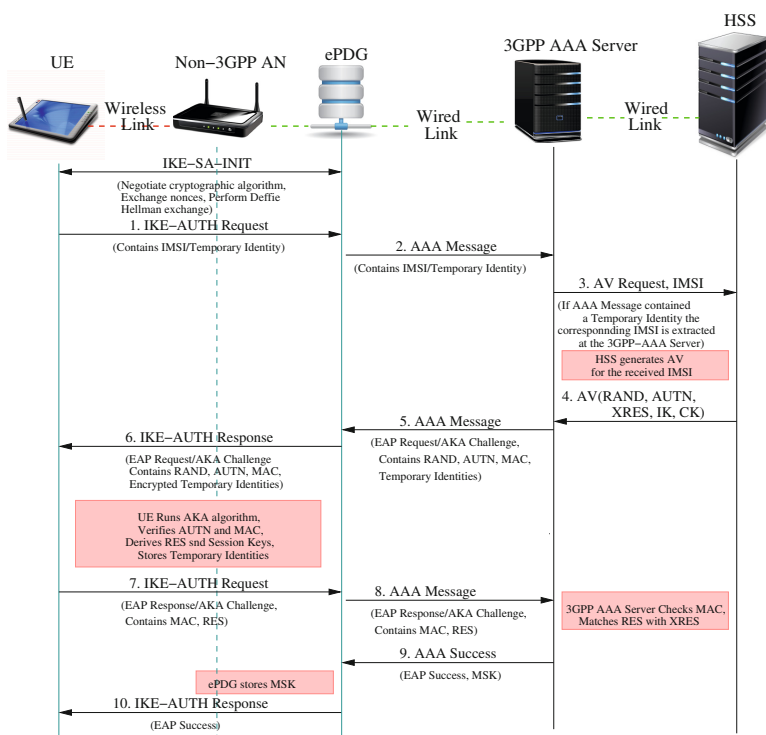 HSS
3GPP AAA Server
ePDG
Non−3GPP AN
UE
Wireless
Link
Wired
Link
Wired
Link
IKE−SA−INIT
(Negotiate cryptographic algorithm,
Exchange nonces, Perform Deffie
Hellman exchange)
1. IKE−AUTH Request
(Contains IMSI/Temporary Identity)
2. AAA Message
(Contains IMSI/Temporary Identity)
3. AV Request, IMSI
(If AAA Message contained
a Temporary Identity the
correspornnding IMSI is extracted
at the 3GPP−AAA Server)
HSS generates AV
for the received IMSI
4. AV(RAND, AUTN,
XRES, IK, CK)
5. AAA Message
(EAP Request/AKA Challenge,
Contains RAND, AUTN, MAC,
Temporary Identities)
6. IKE−AUTH Response
(EAP Request/AKA Challenge
Contains RAND, AUTN, MAC,
Encrypted Temporary Identities)
UE Runs AKA algorithm,
Verifies AUTN and MAC,
Derives RES snd Session Keys,
Stores Temporary Identities
7. IKE−AUTH Request
(EAP Response/AKA Challenge,
Contains MAC, RES)
8. AAA Message
(EAP Response/AKA Challenge,
Contains MAC, RES)
3GPP AAA Server Checks MAC,
Matches RES with XRES
9. AAA Success
(EAP Success, MSK)
ePDG stores MSK
10. IKE−AUTH Response
(EAP Success)